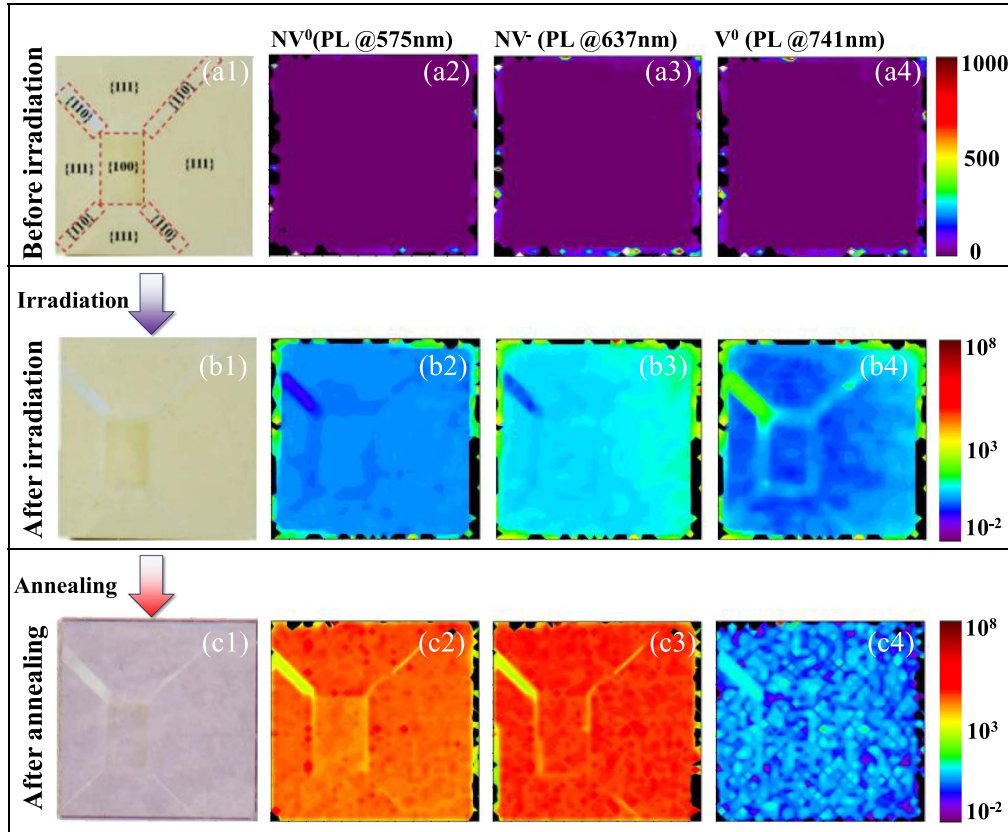 NV⁰(PL @575nm) NV⁻ (PL @637nm) V⁰ (PL @741nm)
Before irradiation
(a1) (a2) (a3) (a4)
{111}
{110} {110}
{111} {100} {111}
{110} {110}
{111}
1000
500
0
Irradiation
After irradiation
(b1) (b2) (b3) (b4)
10⁸
10³
10⁻²
Annealing
After annealing
(c1) (c2) (c3) (c4)
10⁸
10³
10⁻²